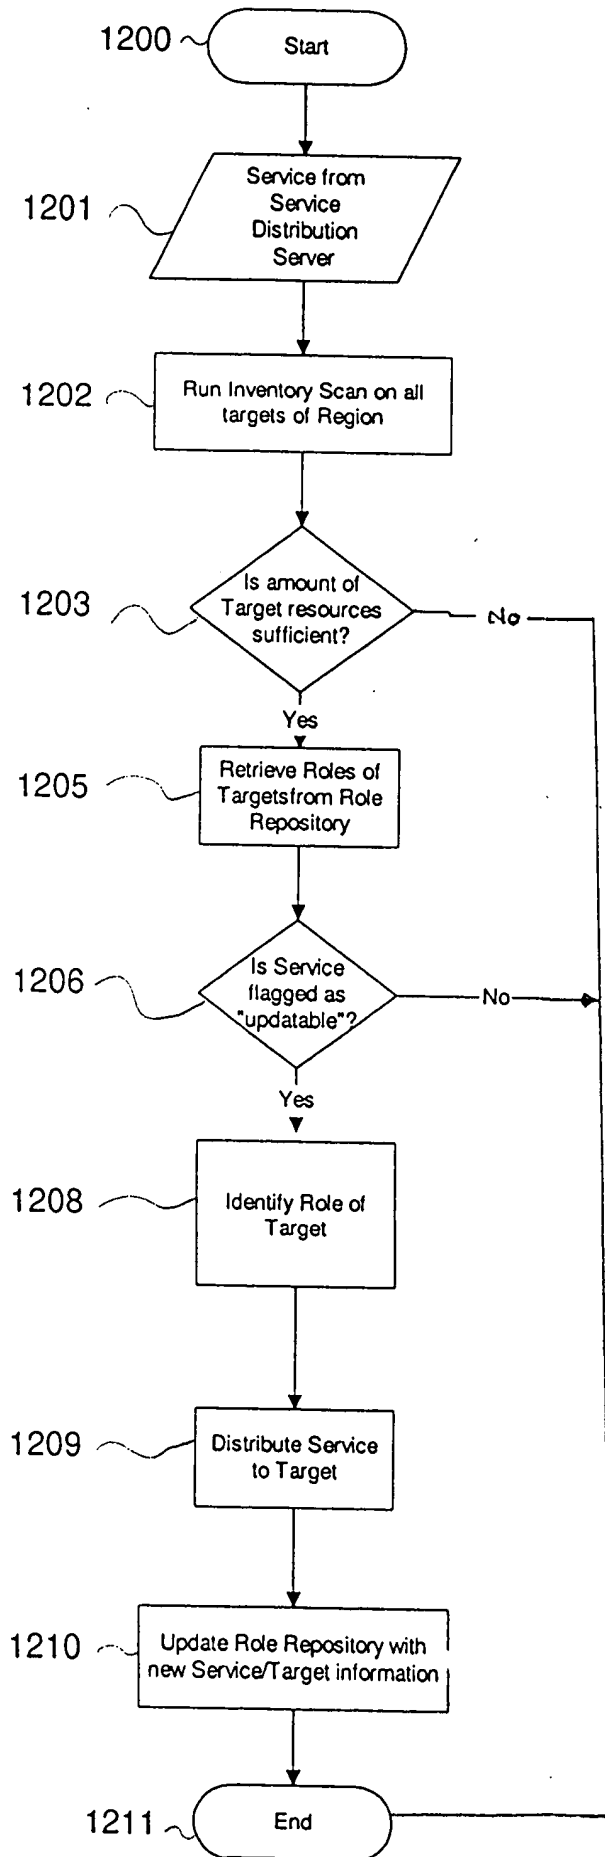 1200
Start
1201
Service from
Service
Distribution
Server
1202
Run Inventory Scan on all
targets of Region
1203
Is amount of
Target resources
sufficient?
No
Yes
1205
Retrieve Roles of
Targetsfrom Role
Repository
1206
Is Service
flagged as
"updatable"?
No
Yes
1208
Identify Role of
Target
1209
Distribute Service
to Target
1210
Update Role Repository with
new Service/Target information
1211
End